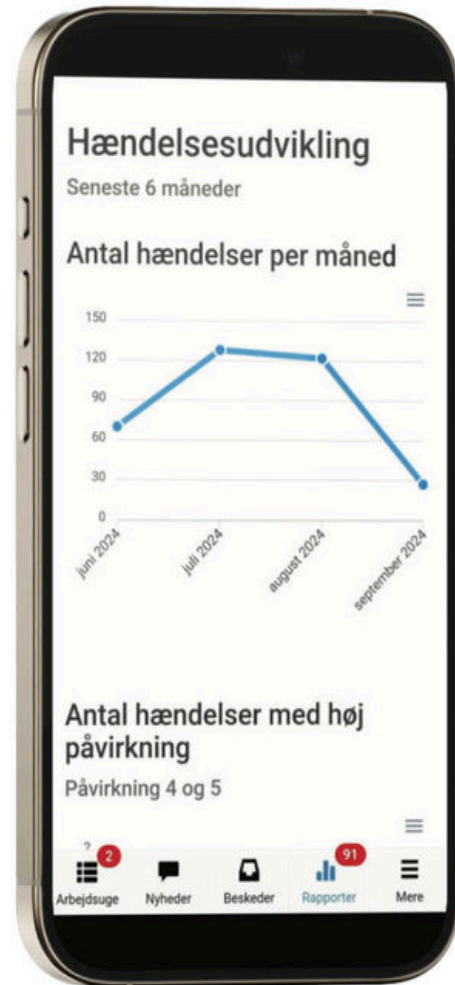 Hændelsesudvikling
Seneste 6 måneder
Antal hændelser per måned
150
120
90
60
30
0
juni 2024
juli 2024
august 2024
september 2024
Antal hændelser med høj
påvirkning
Påvirkning 4 og 5
2
91
Arbejdsuge
Nyheder
Beskeder
Rapporter
Mere